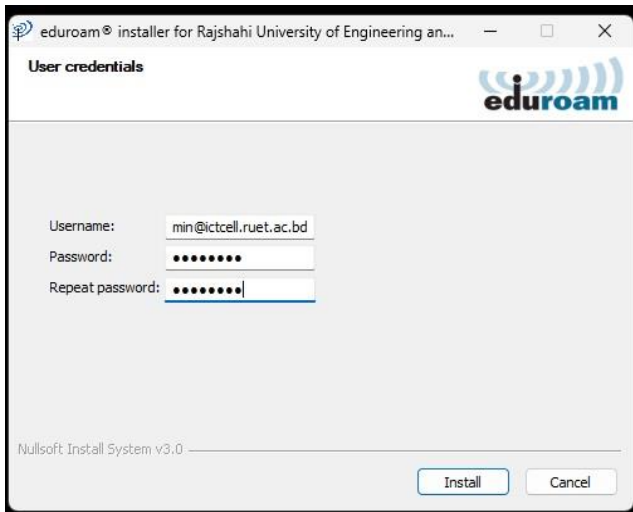 eduroam® installer for Rajshahi University of Engineering an...
User credentials
eduroam
Username: min@ictcell.ruet.ac.bd
Password: ●●●●●●●●
Repeat password: ●●●●●●●●
Nullsoft Install System v3.0
Install Cancel